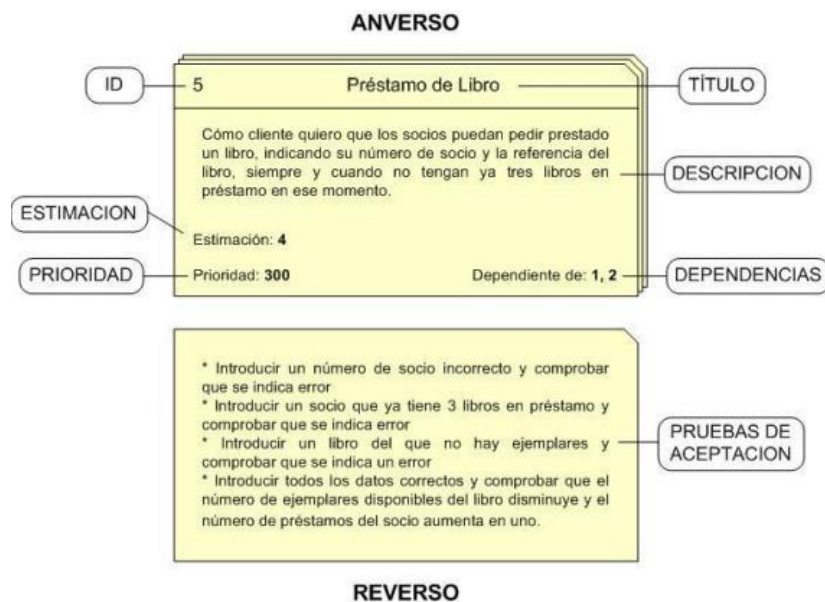 ANVERSO
ID
5
Préstamo de Libro
TÍTULO
Cómo cliente quiero que los socios puedan pedir prestado
un libro, indicando su número de socio y la referencia del
libro, siempre y cuando no tengan ya tres libros en
préstamo en ese momento.
DESCRIPCION
ESTIMACION
Estimación: 4
PRIORIDAD
Prioridad: 300
Dependiente de: 1, 2
DEPENDENCIAS
* Introducir un número de socio incorrecto y comprobar
que se indica error
* Introducir un socio que ya tiene 3 libros en préstamo y
comprobar que se indica error
* Introducir un libro del que no hay ejemplares y
comprobar que se indica un error
* Introducir todos los datos correctos y comprobar que el
número de ejemplares disponibles del libro disminuye y el
número de préstamos del socio aumenta en uno.
PRUEBAS DE
ACEPTACION
REVERSO